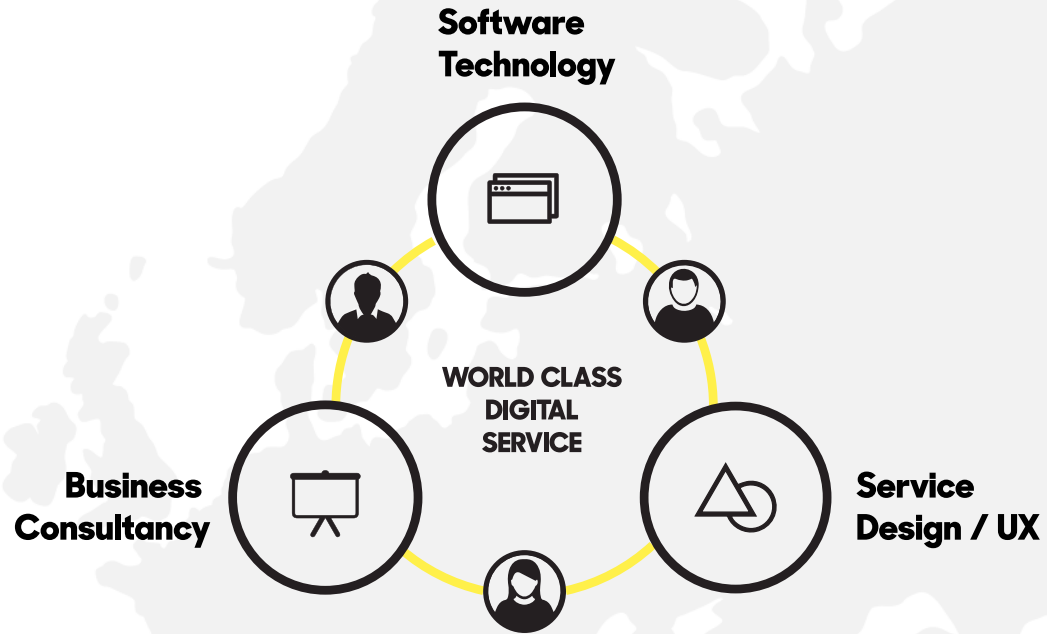 Software
Technology
WORLD CLASS
DIGITAL
SERVICE
Business
Consultancy
Service
Design / UX